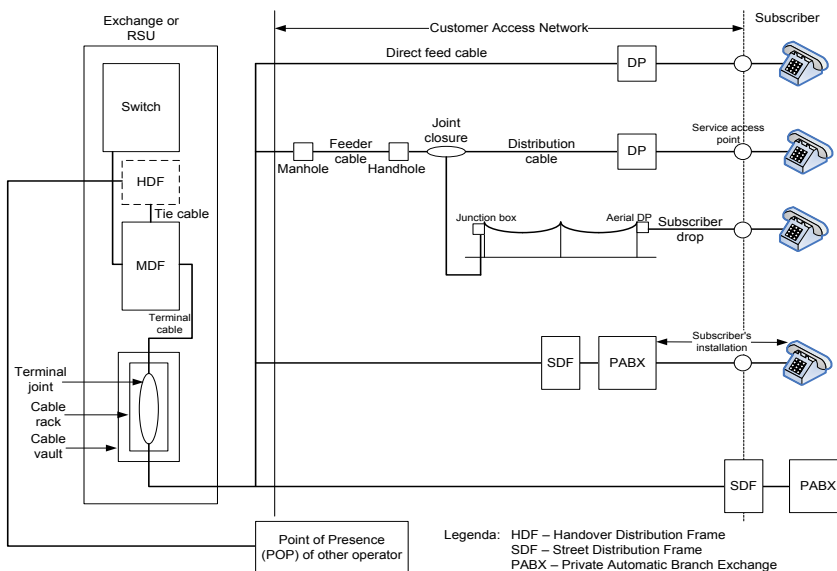 Exchange or
RSU
Customer Access Network
Subscriber
Direct feed cable
DP
Switch
Joint
closure
Feeder
cable
Distribution
cable
DP
Service access
point
Manhole
Handhole
HDF
Tie cable
Junction box
Aerial DP
Subscriber
drop
MDF
Terminal
cable
Subscriber's
installation
SDF
PABX
Terminal
joint
Cable
rack
Cable
vault
SDF
PABX
Point of Presence
(POP) of other operator
Legenda: HDF – Handover Distribution Frame
SDF – Street Distribution Frame
PABX – Private Automatic Branch Exchange